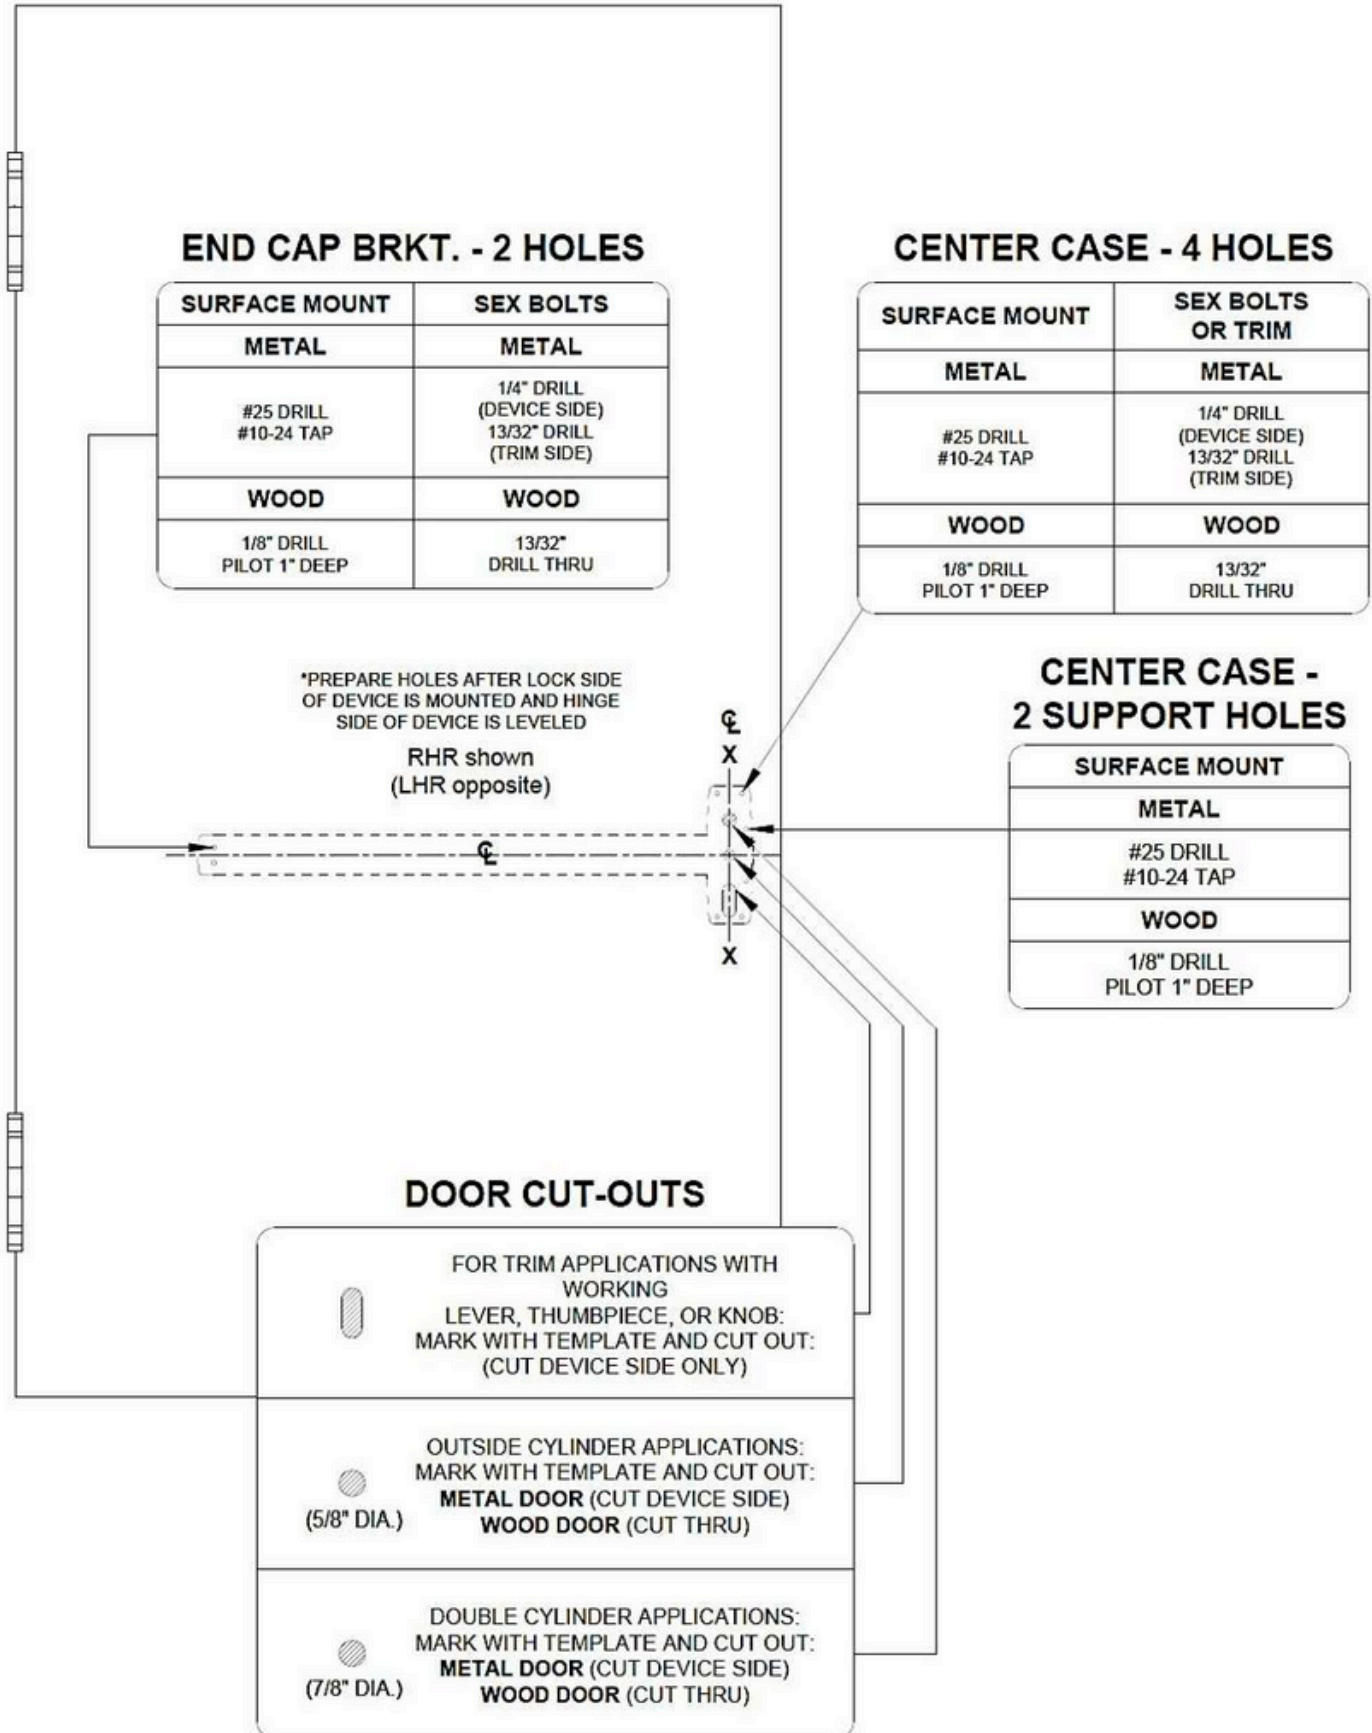 END CAP BRKT. - 2 HOLES
SURFACE MOUNT
SEX BOLTS
METAL
METAL
#25 DRILL
#10-24 TAP
1/4" DRILL
(DEVICE SIDE)
13/32" DRILL
(TRIM SIDE)
WOOD
WOOD
1/8" DRILL
PILOT 1" DEEP
13/32"
DRILL THRU
CENTER CASE - 4 HOLES
SURFACE MOUNT
SEX BOLTS
OR TRIM
METAL
METAL
#25 DRILL
#10-24 TAP
1/4" DRILL
(DEVICE SIDE)
13/32" DRILL
(TRIM SIDE)
WOOD
WOOD
1/8" DRILL
PILOT 1" DEEP
13/32"
DRILL THRU
*PREPARE HOLES AFTER LOCK SIDE
OF DEVICE IS MOUNTED AND HINGE
SIDE OF DEVICE IS LEVELED
RHR shown
(LHR opposite)
℄
X
℄
X
CENTER CASE -
2 SUPPORT HOLES
SURFACE MOUNT
METAL
#25 DRILL
#10-24 TAP
WOOD
1/8" DRILL
PILOT 1" DEEP
DOOR CUT-OUTS
FOR TRIM APPLICATIONS WITH
WORKING
LEVER, THUMBPIECE, OR KNOB:
MARK WITH TEMPLATE AND CUT OUT:
(CUT DEVICE SIDE ONLY)
OUTSIDE CYLINDER APPLICATIONS:
MARK WITH TEMPLATE AND CUT OUT:
METAL DOOR (CUT DEVICE SIDE)
WOOD DOOR (CUT THRU)
(5/8" DIA.)
DOUBLE CYLINDER APPLICATIONS:
MARK WITH TEMPLATE AND CUT OUT:
METAL DOOR (CUT DEVICE SIDE)
WOOD DOOR (CUT THRU)
(7/8" DIA.)